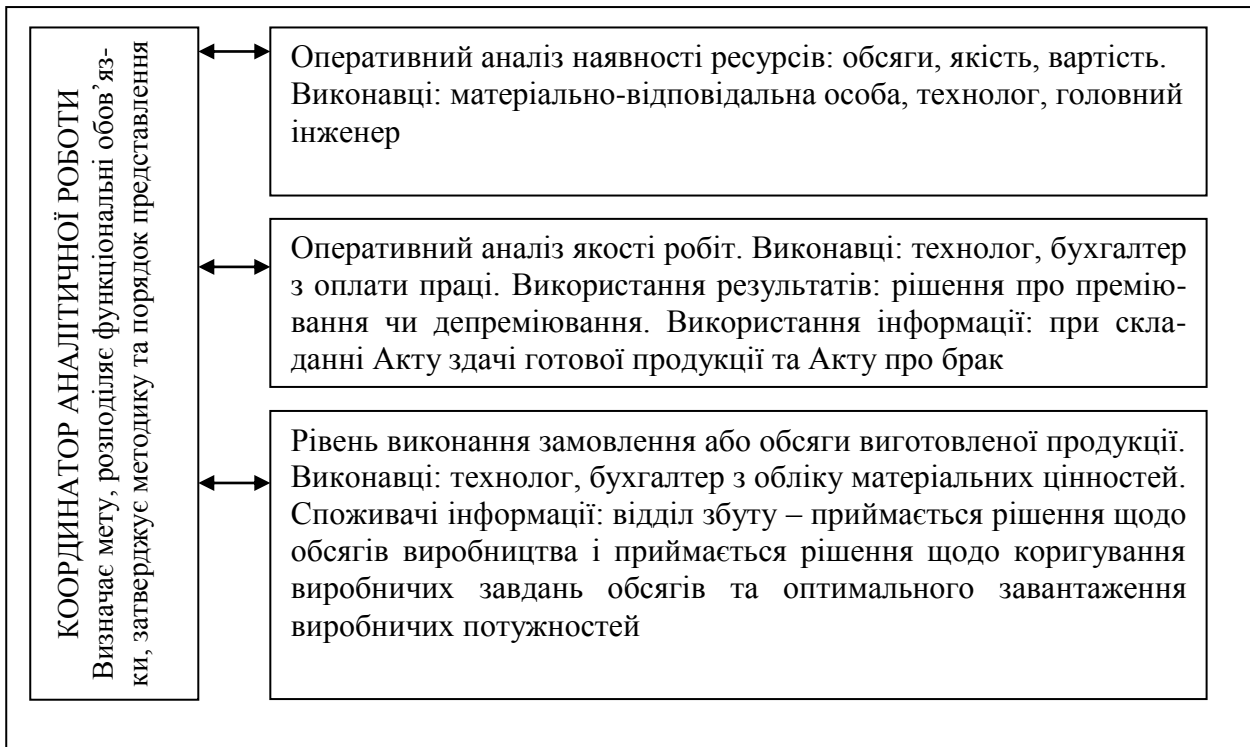 КООРДИНАТОР АНАЛІТИЧНОЇ РОБОТИ
Визначає мету, розподіляє функціональні обов’яз-
ки, затверджує методику та порядок представлення
Оперативний аналіз наявності ресурсів: обсяги, якість, вартість.
Виконавці: матеріально-відповідальна особа, технолог, головний
інженер
Оперативний аналіз якості робіт. Виконавці: технолог, бухгалтер
з оплати праці. Використання результатів: рішення про премію-
вання чи депреміювання. Використання інформації: при скла-
данні Акту здачі готової продукції та Акту про брак
Рівень виконання замовлення або обсяги виготовленої продукції.
Виконавці: технолог, бухгалтер з обліку матеріальних цінностей.
Споживачі інформації: відділ збуту – приймається рішення щодо
обсягів виробництва і приймається рішення щодо коригування
виробничих завдань обсягів та оптимального завантаження
виробничих потужностей